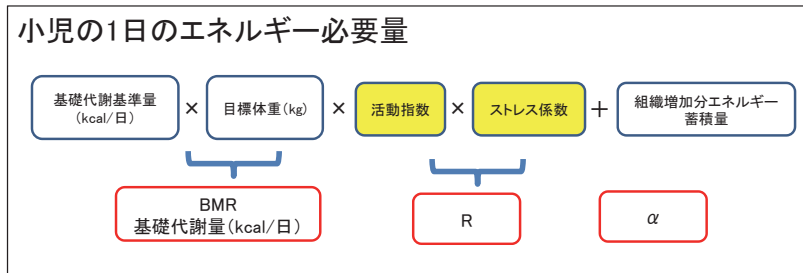 小児の1日のエネルギー必要量
基礎代謝基準量
(kcal/日)
×
目標体重(kg)
×
活動指数
×
ストレス係数
+
組織増加分エネルギー
蓄積量
BMR
基礎代謝量(kcal/日)
R
α